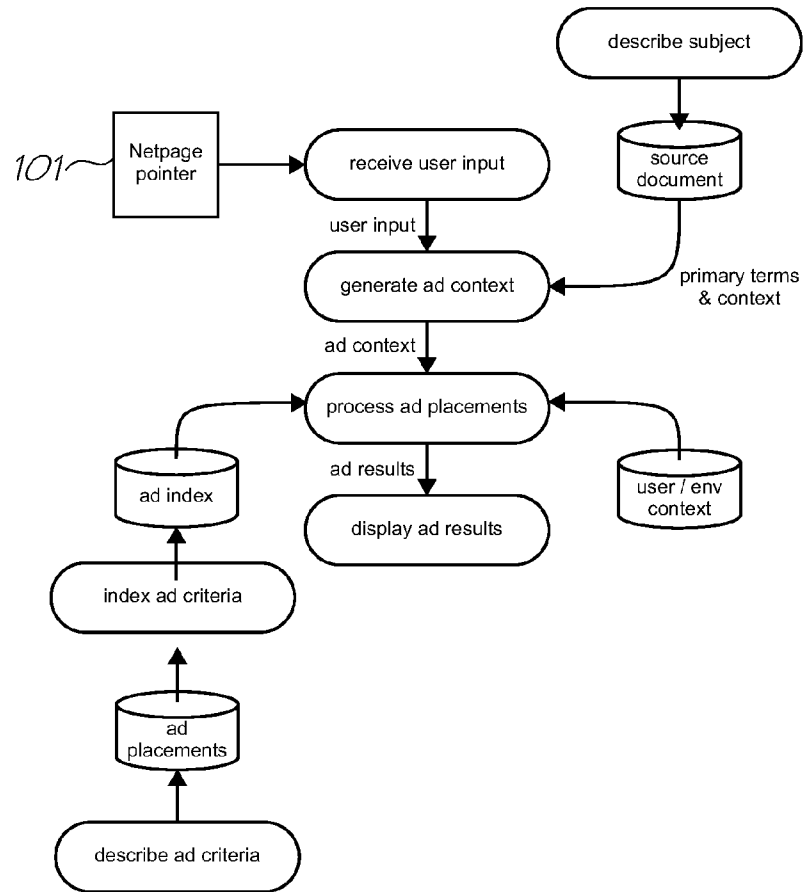 describe subject
101
Netpage
pointer
receive user input
source
document
user input
generate ad context
primary terms
& context
ad context
process ad placements
ad results
ad index
user / env
context
display ad results
index ad criteria
ad
placements
describe ad criteria